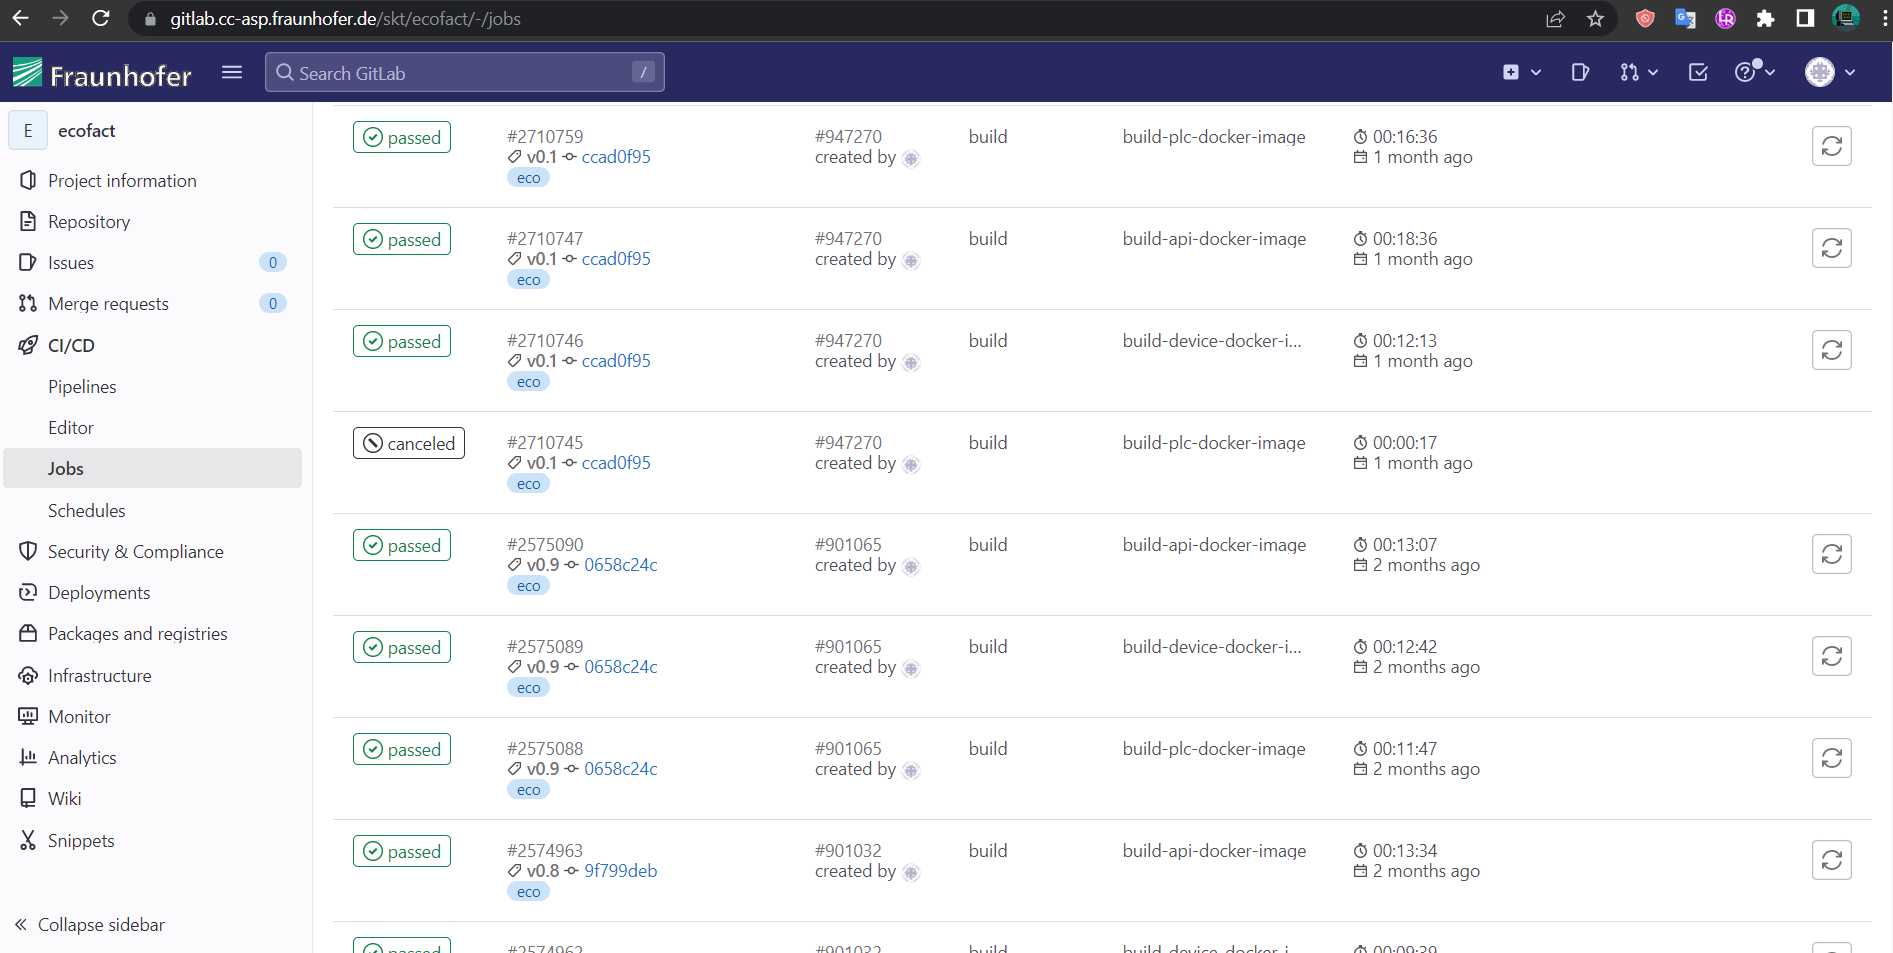 gitlab.cc-asp.fraunhofer.de/skt/ecofact/-/jobs
Fraunhofer
Search GitLab
/
E ecofact
Project information
Repository
Issues 0
Merge requests 0
CI/CD
Pipelines
Editor
Jobs
Schedules
Security & Compliance
Deployments
Packages and registries
Infrastructure
Monitor
Analytics
Wiki
Snippets
Collapse sidebar
passed #2710759 #947270 build build-plc-docker-image 00:16:36
v0.1 ccad0f95 created by 1 month ago
eco
passed #2710747 #947270 build build-api-docker-image 00:18:36
v0.1 ccad0f95 created by 1 month ago
eco
passed #2710746 #947270 build build-device-docker-i... 00:12:13
v0.1 ccad0f95 created by 1 month ago
eco
canceled #2710745 #947270 build build-plc-docker-image 00:00:17
v0.1 ccad0f95 created by 1 month ago
eco
passed #2575090 #901065 build build-api-docker-image 00:13:07
v0.9 0658c24c created by 2 months ago
eco
passed #2575089 #901065 build build-device-docker-i... 00:12:42
v0.9 0658c24c created by 2 months ago
eco
passed #2575088 #901065 build build-plc-docker-image 00:11:47
v0.9 0658c24c created by 2 months ago
eco
passed #2574963 #901032 build build-api-docker-image 00:13:34
v0.8 9f799deb created by 2 months ago
eco
passed #2574962 #901032 build build-device-docker-i... 00:09:39